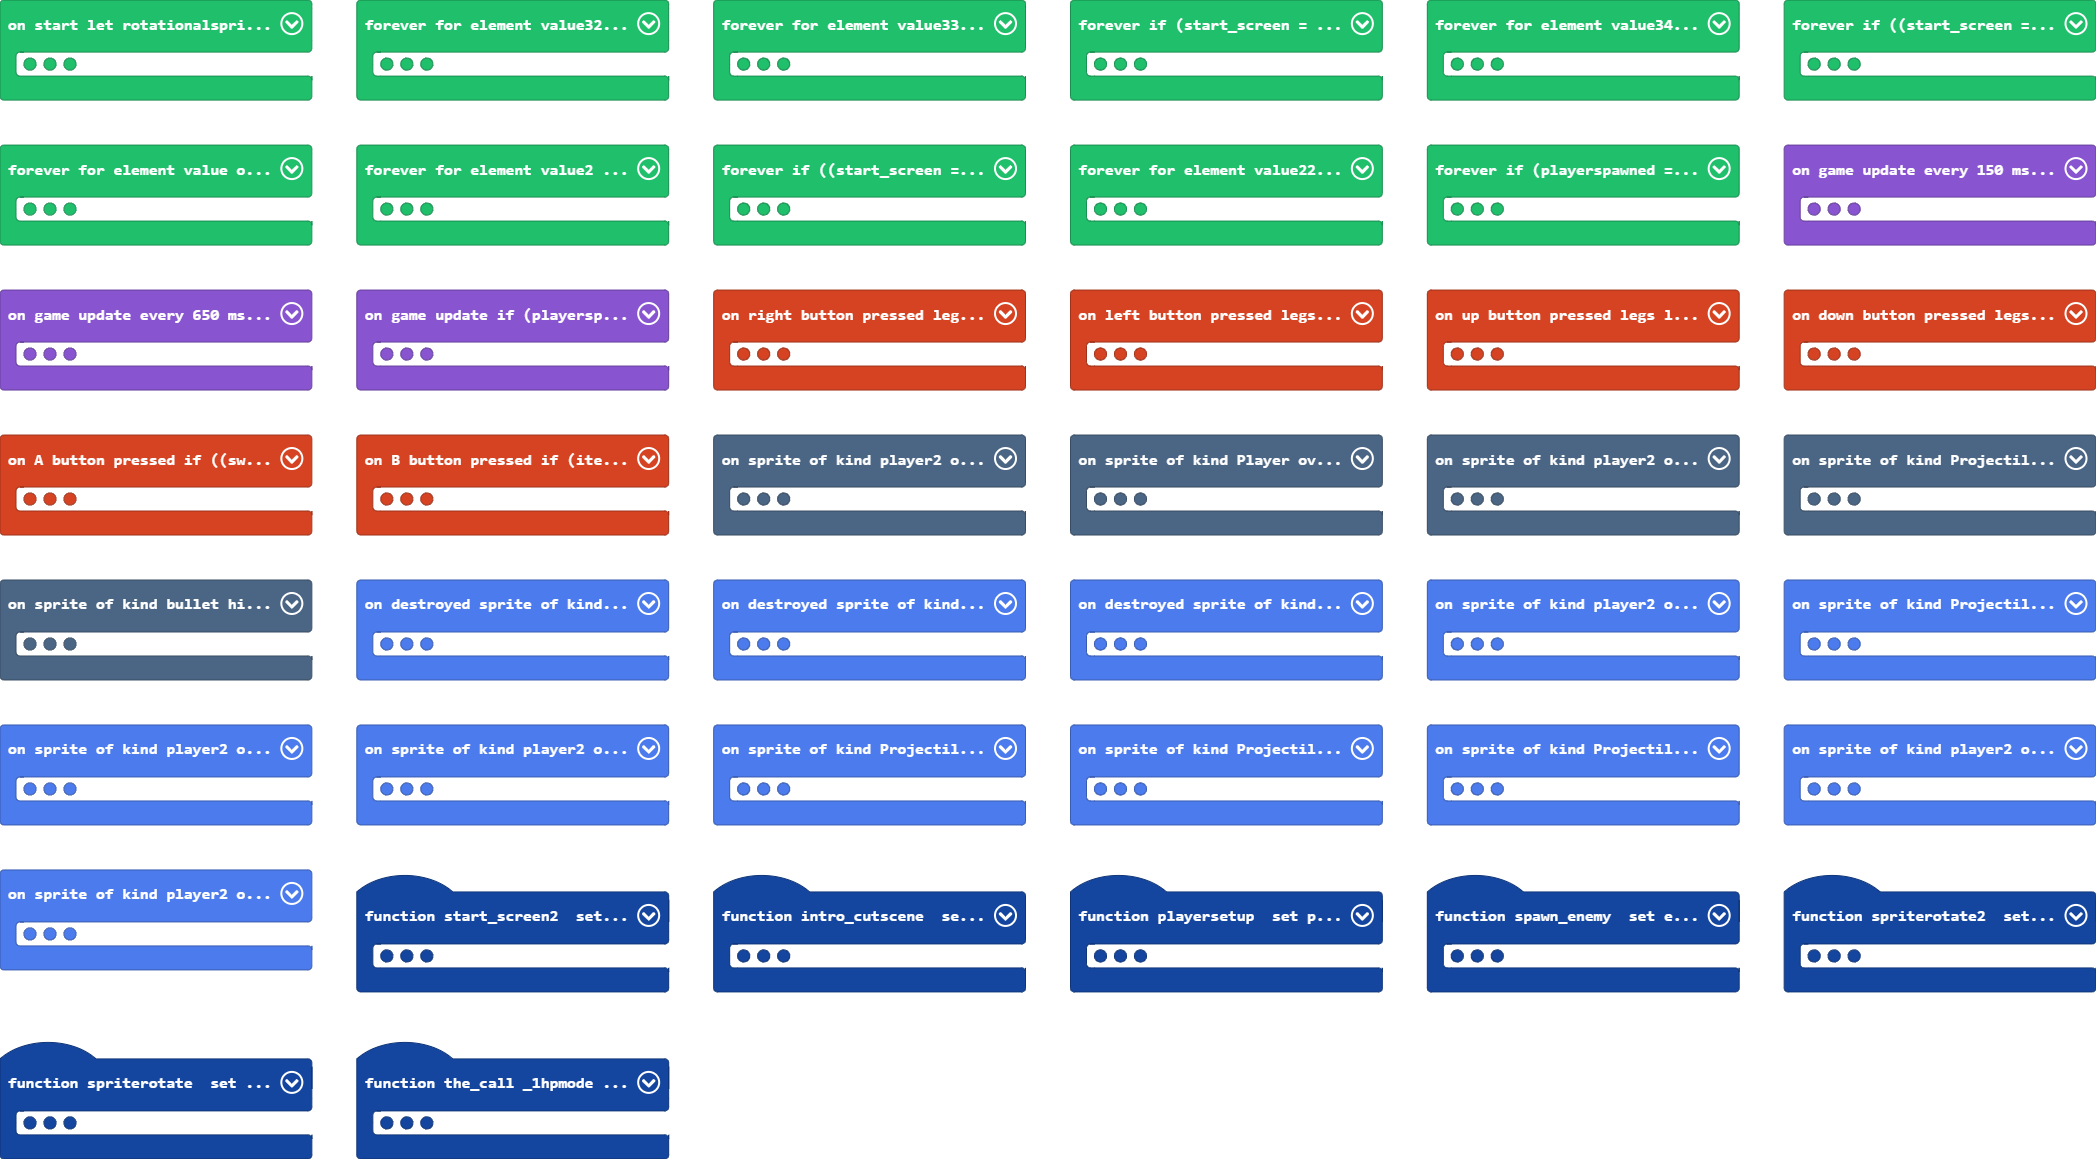 on start let rotationalspri...
forever for element value32...
forever for element value33...
forever if (start_screen = ...
forever for element value34...
forever if ((start_screen =...
forever for element value o...
forever for element value2 ...
forever if ((start_screen =...
forever for element value22...
forever if (playerspawned =...
on game update every 150 ms...
on game update every 650 ms...
on game update if (playersp...
on right button pressed leg...
on left button pressed legs...
on up button pressed legs l...
on down button pressed legs...
on A button pressed if ((sw...
on B button pressed if (ite...
on sprite of kind player2 o...
on sprite of kind Player ov...
on sprite of kind player2 o...
on sprite of kind Projectil...
on sprite of kind bullet hi...
on destroyed sprite of kind...
on destroyed sprite of kind...
on destroyed sprite of kind...
on sprite of kind player2 o...
on sprite of kind Projectil...
on sprite of kind player2 o...
on sprite of kind player2 o...
on sprite of kind Projectil...
on sprite of kind Projectil...
on sprite of kind Projectil...
on sprite of kind player2 o...
on sprite of kind player2 o...
function start_screen2  set...
function intro_cutscene  se...
function playersetup  set p...
function spawn_enemy  set e...
function spriterotate2  set...
function spriterotate  set ...
function the_call _1hpmode ...